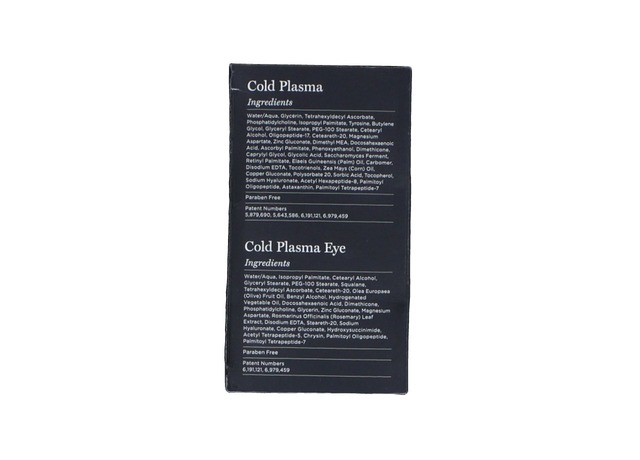 Cold Plasma
Ingredients
Water/Aqua, Glycerin, Tetrahexyldecyl Ascorbate,
Phosphatidylcholine, Isopropyl Palmitate, Tyrosine, Butylene
Glycol, Glyceryl Stearate, PEG-100 Stearate, Cetearyl
Alcohol, Oligopeptide-17, Ceteareth-20, Magnesium
Aspartate, Zinc Gluconate, Dimethyl MEA, Docosahexaenoic
Acid, Ascorbyl Palmitate, Phenoxyethanol, Dimethicone,
Caprylyl Glycol, Glycolic Acid, Saccharomyces Ferment,
Retinyl Palmitate, Elaeis Guineensis (Palm) Oil, Carbomer,
Disodium EDTA, Tocotrienols, Zea Mays (Corn) Oil,
Copper Gluconate, Polysorbate 20, Sorbic Acid, Tocopherol,
Sodium Hyaluronate, Acetyl Hexapeptide-8, Palmitoyl
Oligopeptide, Astaxanthin, Palmitoyl Tetrapeptide-7
Paraben Free
Patent Numbers
5,879,690, 5,643,586, 6,191,121, 6,979,459
Cold Plasma Eye
Ingredients
Water/Aqua, Isopropyl Palmitate, Cetearyl Alcohol,
Glyceryl Stearate, PEG-100 Stearate, Squalane,
Tetrahexyldecyl Ascorbate, Ceteareth-20, Olea Europaea
(Olive) Fruit Oil, Benzyl Alcohol, Hydrogenated
Vegetable Oil, Docosahexaenoic Acid, Dimethicone,
Phosphatidylcholine, Glycerin, Zinc Gluconate, Magnesium
Aspartate, Rosmarinus Officinalis (Rosemary) Leaf
Extract, Disodium EDTA, Steareth-20, Sodium
Hyaluronate, Copper Gluconate, Hydroxysuccinimide,
Acetyl Tetrapeptide-5, Chrysin, Palmitoyl Oligopeptide,
Palmitoyl Tetrapeptide-7
Paraben Free
Patent Numbers
6,191,121, 6,979,459